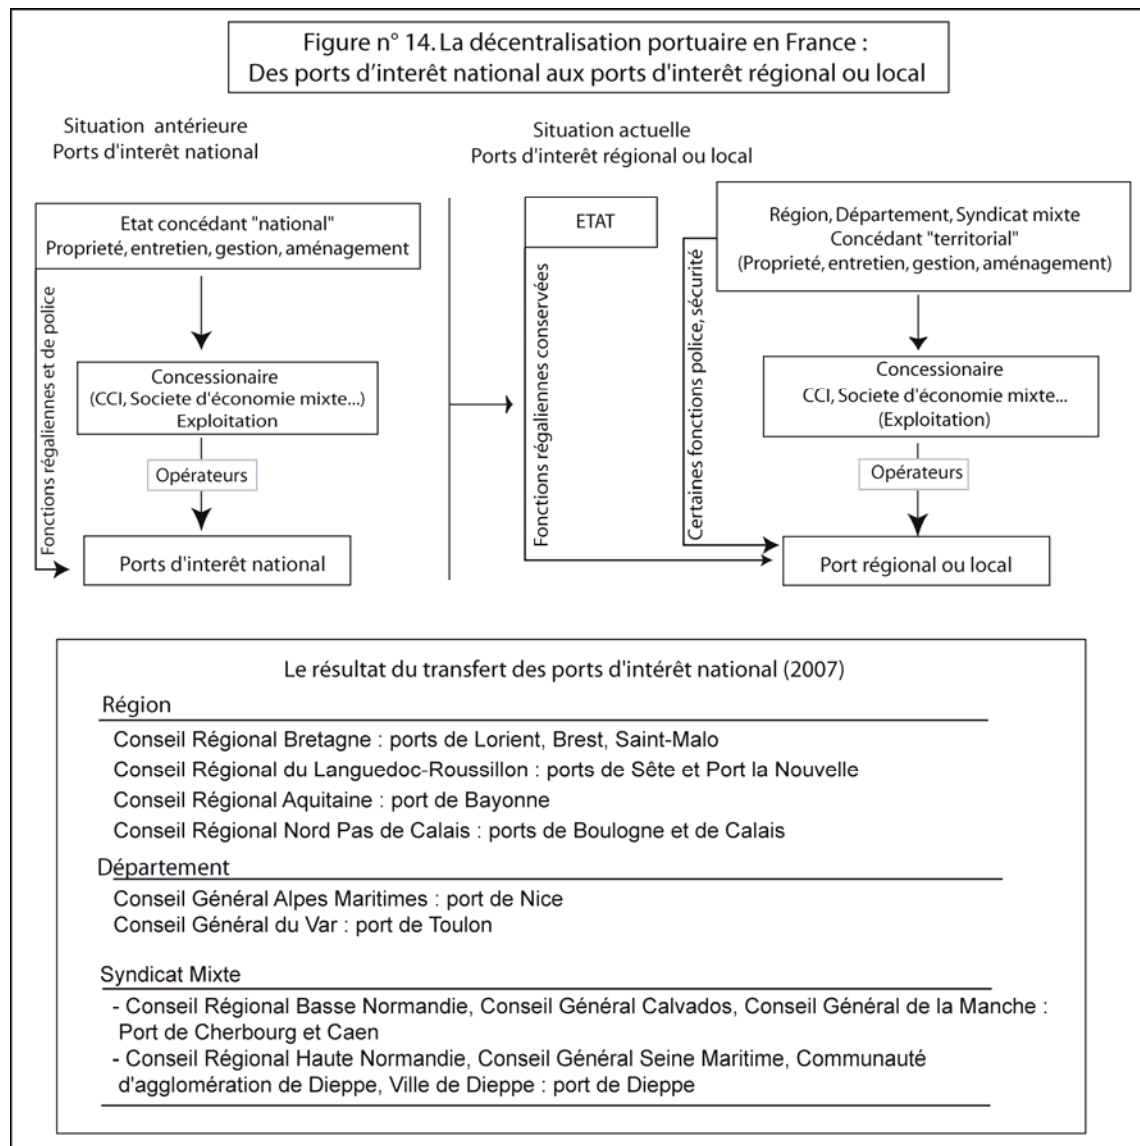 Figure n° 14. La décentralisation portuaire en France :
Des ports d'interêt national aux ports d'interêt régional ou local
Situation antérieure
Ports d'interêt national
Etat concédant "national"
Proprieté, entretien, gestion, aménagement
Fonctions régaliennes et de police
Concessionaire
(CCI, Societe d'économie mixte...)
Exploitation
Opérateurs
Ports d'interêt national
Situation actuelle
Ports d'interêt régional ou local
ETAT
Fonctions régaliennes conservées
Certaines fonctions police, sécurité
Région, Département, Syndicat mixte
Concédant "territorial"
(Proprieté, entretien, gestion, aménagement)
Concessionaire
CCI, Societe d'économie mixte...
(Exploitation)
Opérateurs
Port régional ou local
Le résultat du transfert des ports d'intérêt national (2007)
Région
Conseil Régional Bretagne : ports de Lorient, Brest, Saint-Malo
Conseil Régional du Languedoc-Roussillon : ports de Sête et Port la Nouvelle
Conseil Régional Aquitaine : port de Bayonne
Conseil Régional Nord Pas de Calais : ports de Boulogne et de Calais
Département
Conseil Général Alpes Maritimes : port de Nice
Conseil Général du Var : port de Toulon
Syndicat Mixte
- Conseil Régional Basse Normandie, Conseil Général Calvados, Conseil Général de la Manche :
Port de Cherbourg et Caen
- Conseil Régional Haute Normandie, Conseil Général Seine Maritime, Communauté
d'agglomération de Dieppe, Ville de Dieppe : port de Dieppe